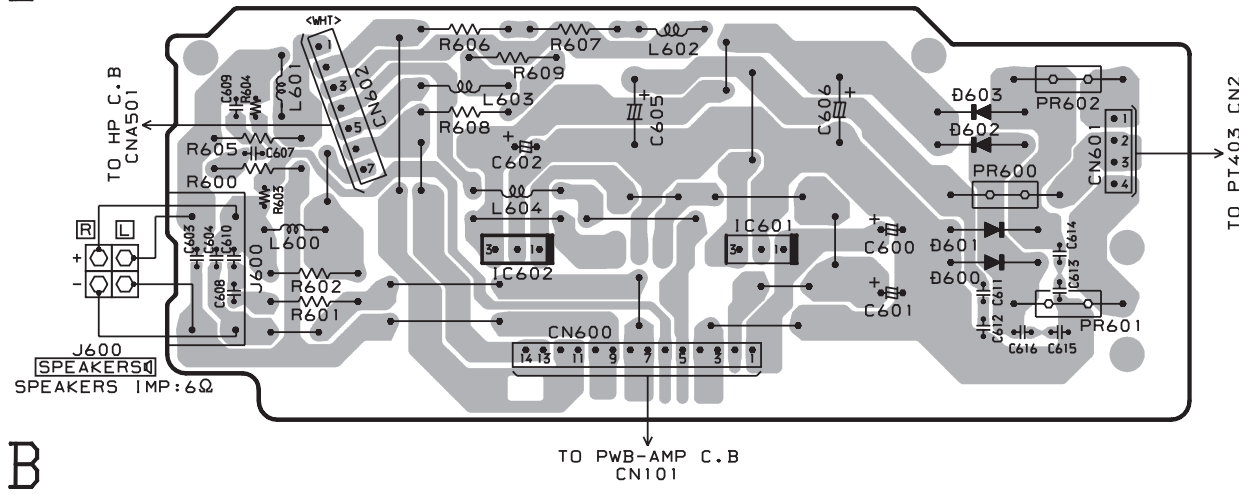 <WHT>
1
3
5
7
CN602
R606
R607
L602
R609
L603
R608
C609
R604
L601
TO HP C.B
CNA501
R605
C607
R600
R603
C602
+
C605
+
C606
+
D603
D602
PR602
PR600
CN601
1
2
3
4
TO PT403 CN2
L604
R
L
+
-
C603
C604
C610
C608
J600
L600
R602
R601
3
1
IC602
IC601
3
1
C600
+
C601
+
D601
D600
C614
C613
C611
C612
C616
C615
PR601
CN600
14 13 11 9 7 5 3 1
J600
SPEAKERS
SPEAKERS IMP:6Ω
TO PWB-AMP C.B
CN101
B